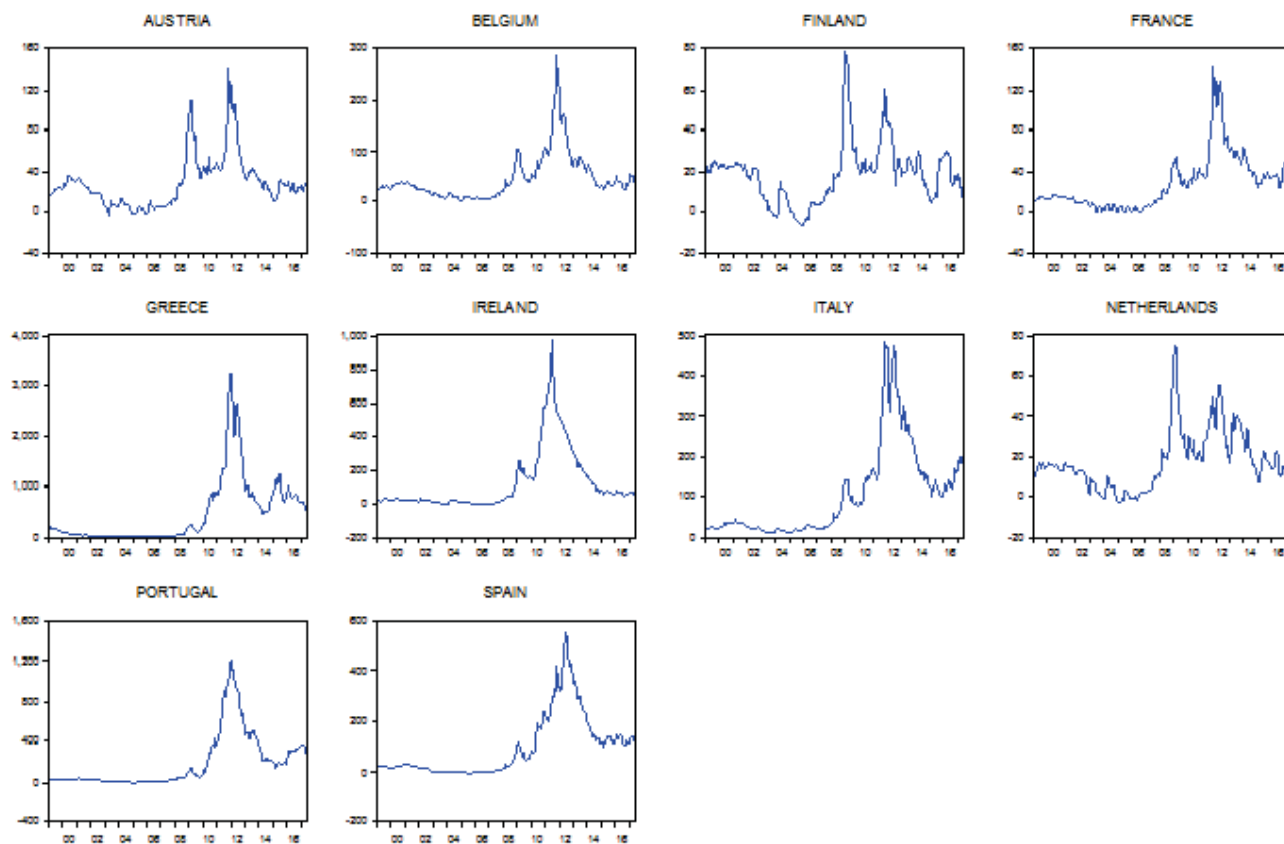 AUSTRIA BELGIUM FINLAND FRANCE
160 300 80 160
120 200 60 120
80 100 40 80
40 0 20 40
0 -100 0 0
-40 -20 -40
00 02 04 06 08 10 12 14 16 00 02 04 06 08 10 12 14 16 00 02 04 06 08 10 12 14 16 00 02 04 06 08 10 12 14 16
GREECE IRELAND ITALY NETHERLANDS
4,000 1,000 500 80
3,000 800 400 60
2,000 600 300 40
1,000 400 200 20
0 200 100 0
0 0 -20
-200
00 02 04 06 08 10 12 14 16 00 02 04 06 08 10 12 14 16 00 02 04 06 08 10 12 14 16 00 02 04 06 08 10 12 14 16
PORTUGAL SPAIN
1,600 600
1,200 400
800 200
400 0
0 -200
-400
00 02 04 06 08 10 12 14 16 00 02 04 06 08 10 12 14 16